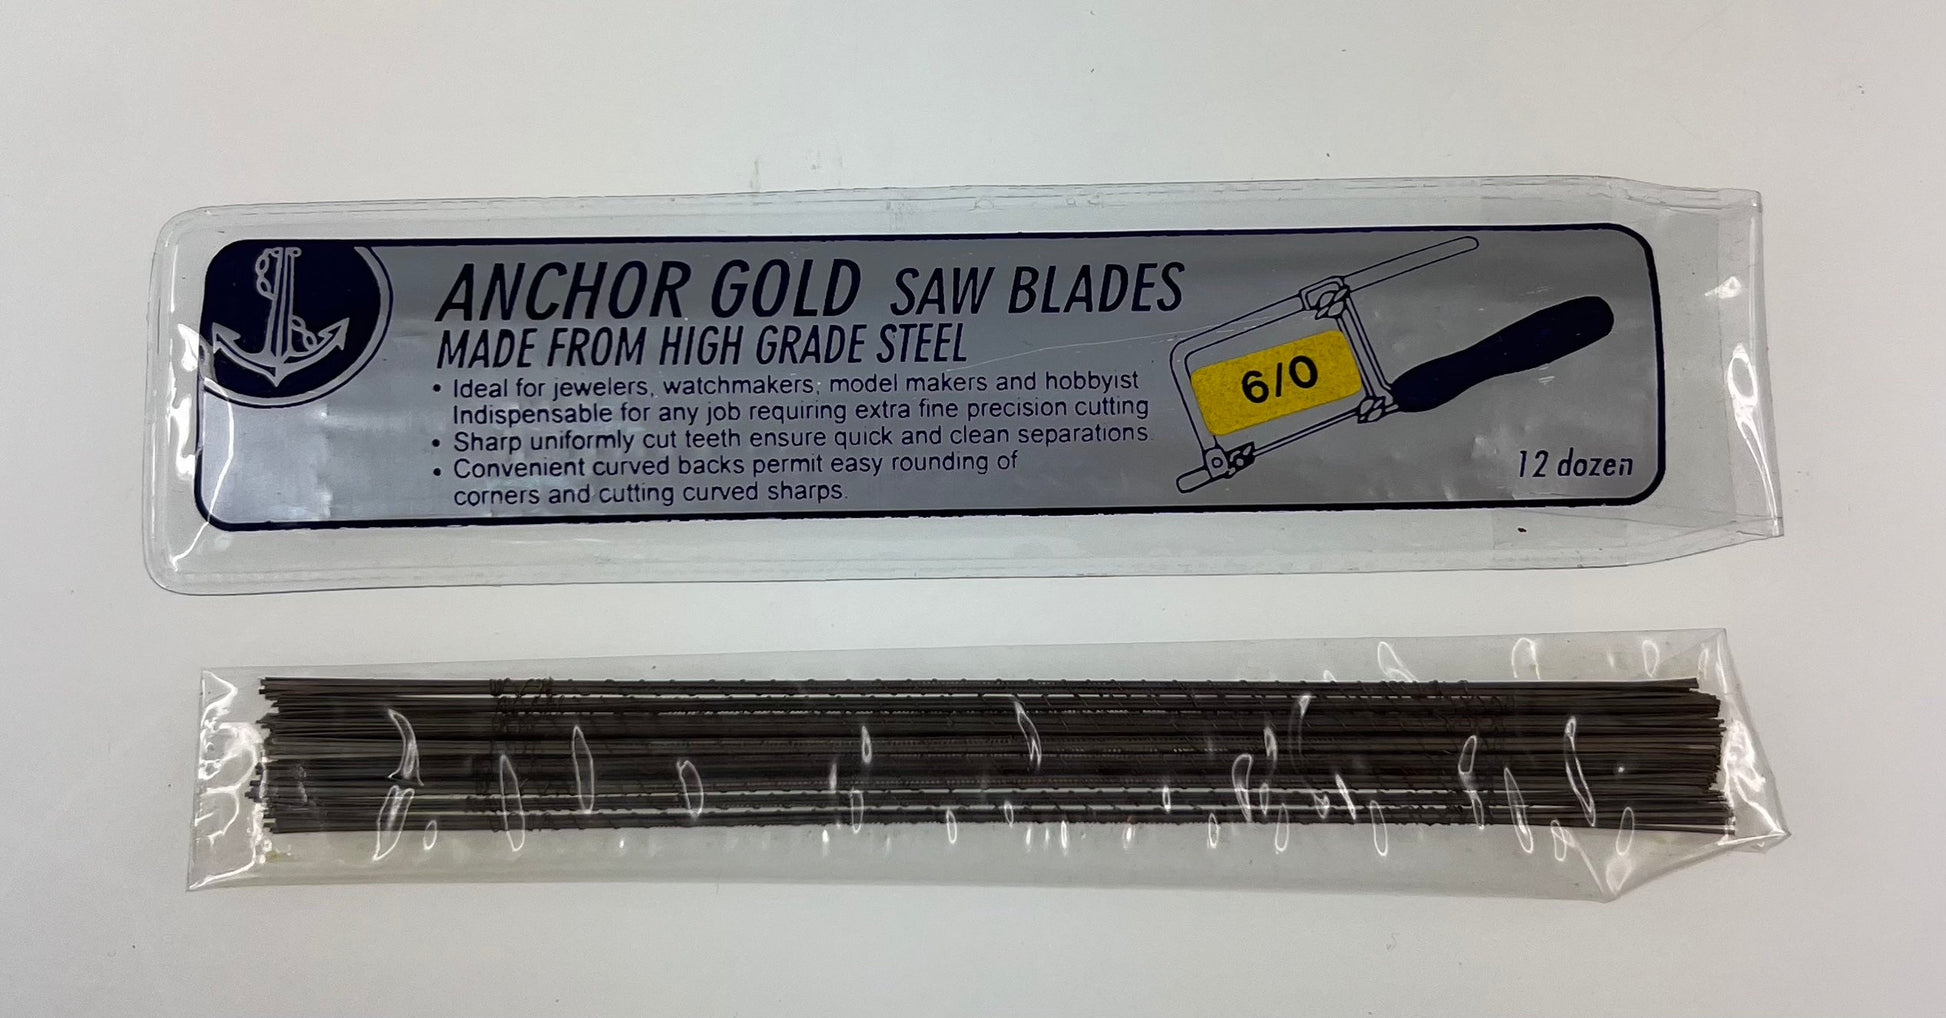 ANCHOR GOLD SAW BLADES
MADE FROM HIGH GRADE STEEL
• Ideal for jewelers, watchmakers, model makers and hobbyist
Indispensable for any job requiring extra fine precision cutting
• Sharp uniformly cut teeth ensure quick and clean separations.
• Convenient curved backs permit easy rounding of
corners and cutting curved sharps.
6/0
12 dozen